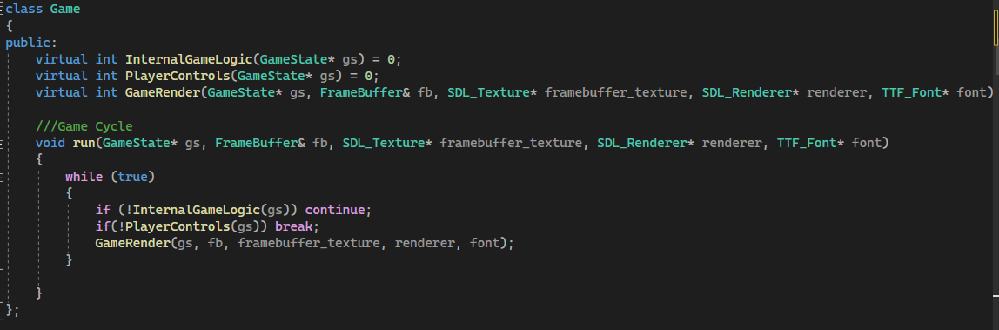 class Game
{
public:
    virtual int InternalGameLogic(GameState* gs) = 0;
    virtual int PlayerControls(GameState* gs) = 0;
    virtual int GameRender(GameState* gs, FrameBuffer& fb, SDL_Texture* framebuffer_texture, SDL_Renderer* renderer, TTF_Font* font)
    ///Game Cycle
    void run(GameState* gs, FrameBuffer& fb, SDL_Texture* framebuffer_texture, SDL_Renderer* renderer, TTF_Font* font)
    {
        while (true)
        {
            if (!InternalGameLogic(gs)) continue;
            if(!PlayerControls(gs)) break;
            GameRender(gs, fb, framebuffer_texture, renderer, font);
        }
    }
};